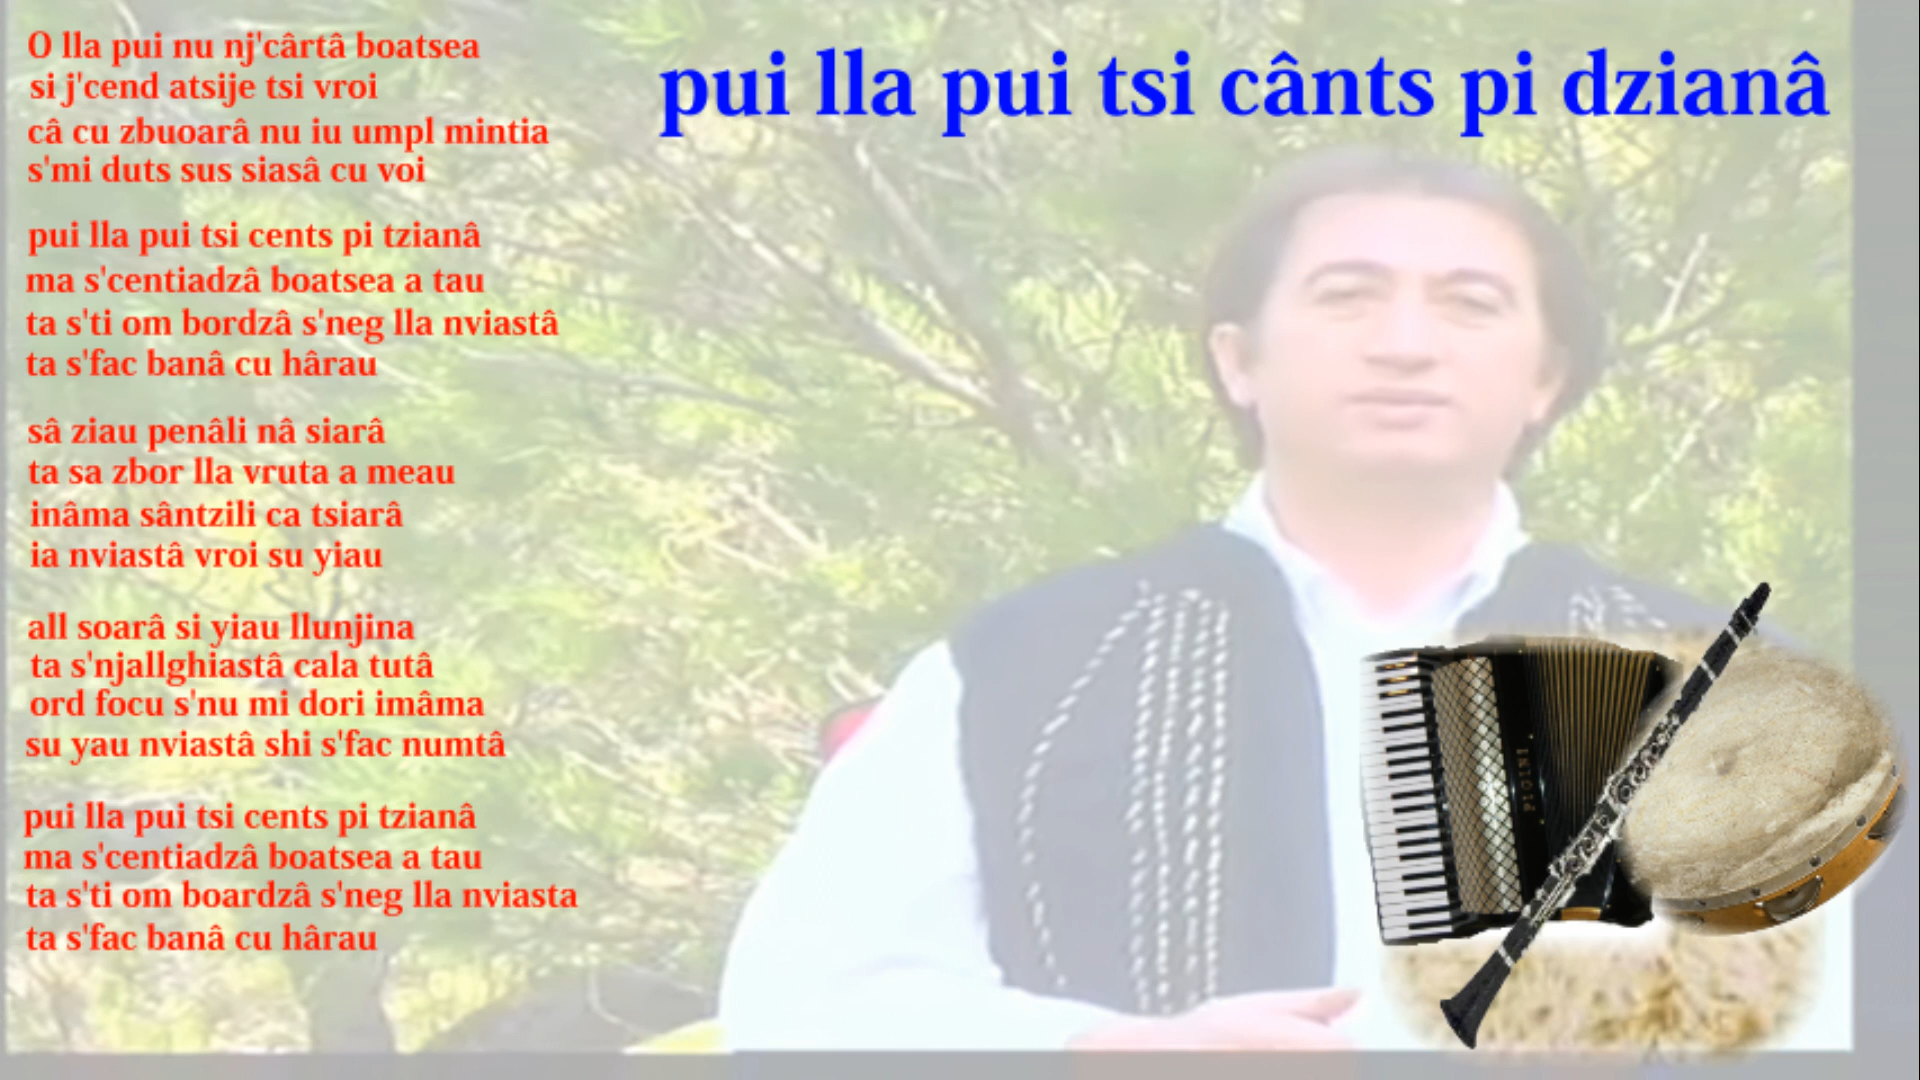 pui lla pui tsi cânts pi dzianâ
O lla pui nu nj'cârtâ boatsea
si j'cend atsije tsi vroi
câ cu zbuoarâ nu iu umpl mintia
s'mi duts sus siasâ cu voi
pui lla pui tsi cents pi tzianâ
ma s'centiadzâ boatsea a tau
ta s'ti om bordzâ s'neg lla nviastâ
ta s'fac banâ cu hârau
sâ ziau penâli nâ siarâ
ta sa zbor lla vruta a meau
inâma sântzili ca tsiarâ
ia nviastâ vroi su yiau
all soarâ si yiau llunjina
ta s'njallghiastâ cala tutâ
ord focu s'nu mi dori imâma
su yau nviastâ shi s'fac numtâ
pui lla pui tsi cents pi tzianâ
ma s'centiadzâ boatsea a tau
ta s'ti om boardzâ s'neg lla nviasta
ta s'fac banâ cu hârau
PIGINI